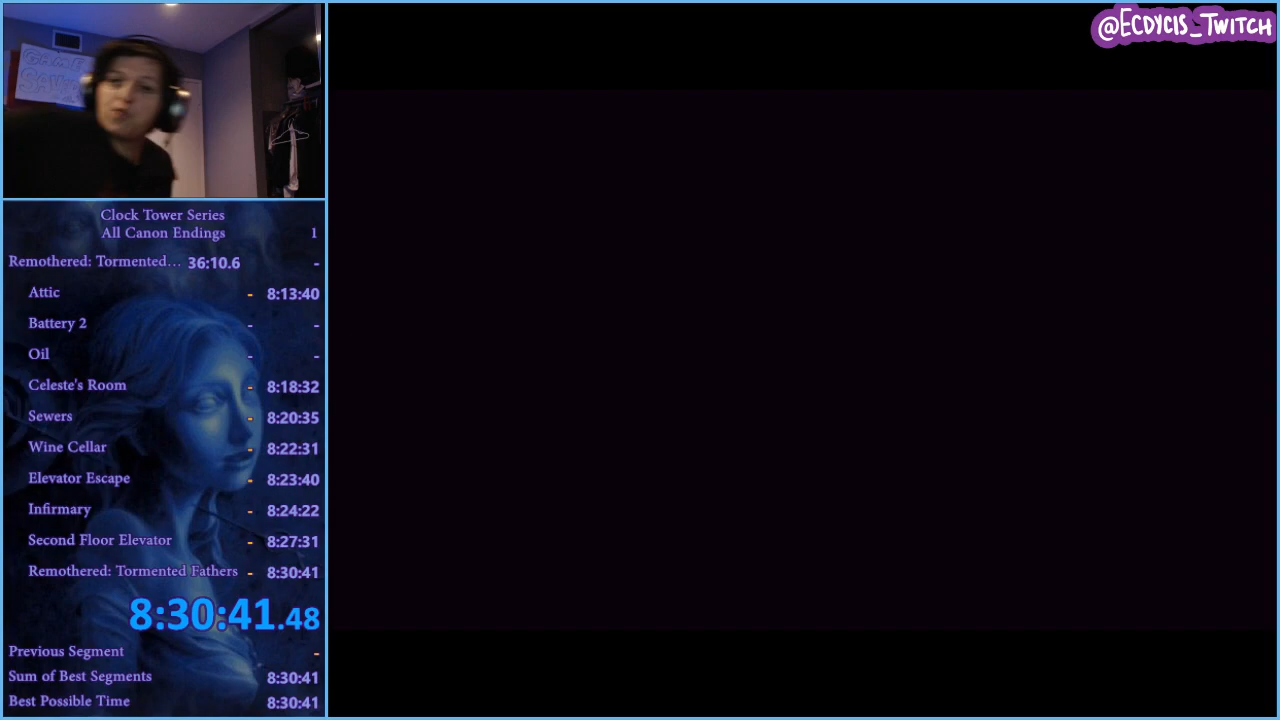 @ECDYCIS_TWITCH
GAME
Clock Tower Series
All Canon Endings 1
Remothered: Tormented... 36:10.6 -
Attic - 8:13:40
Battery 2 - -
Oil - -
Celeste's Room - 8:18:32
Sewers - 8:20:35
Wine Cellar - 8:22:31
Elevator Escape - 8:23:40
Infirmary - 8:24:22
Second Floor Elevator - 8:27:31
Remothered: Tormented Fathers - 8:30:41
8:30:41.48
Previous Segment -
Sum of Best Segments 8:30:41
Best Possible Time 8:30:41